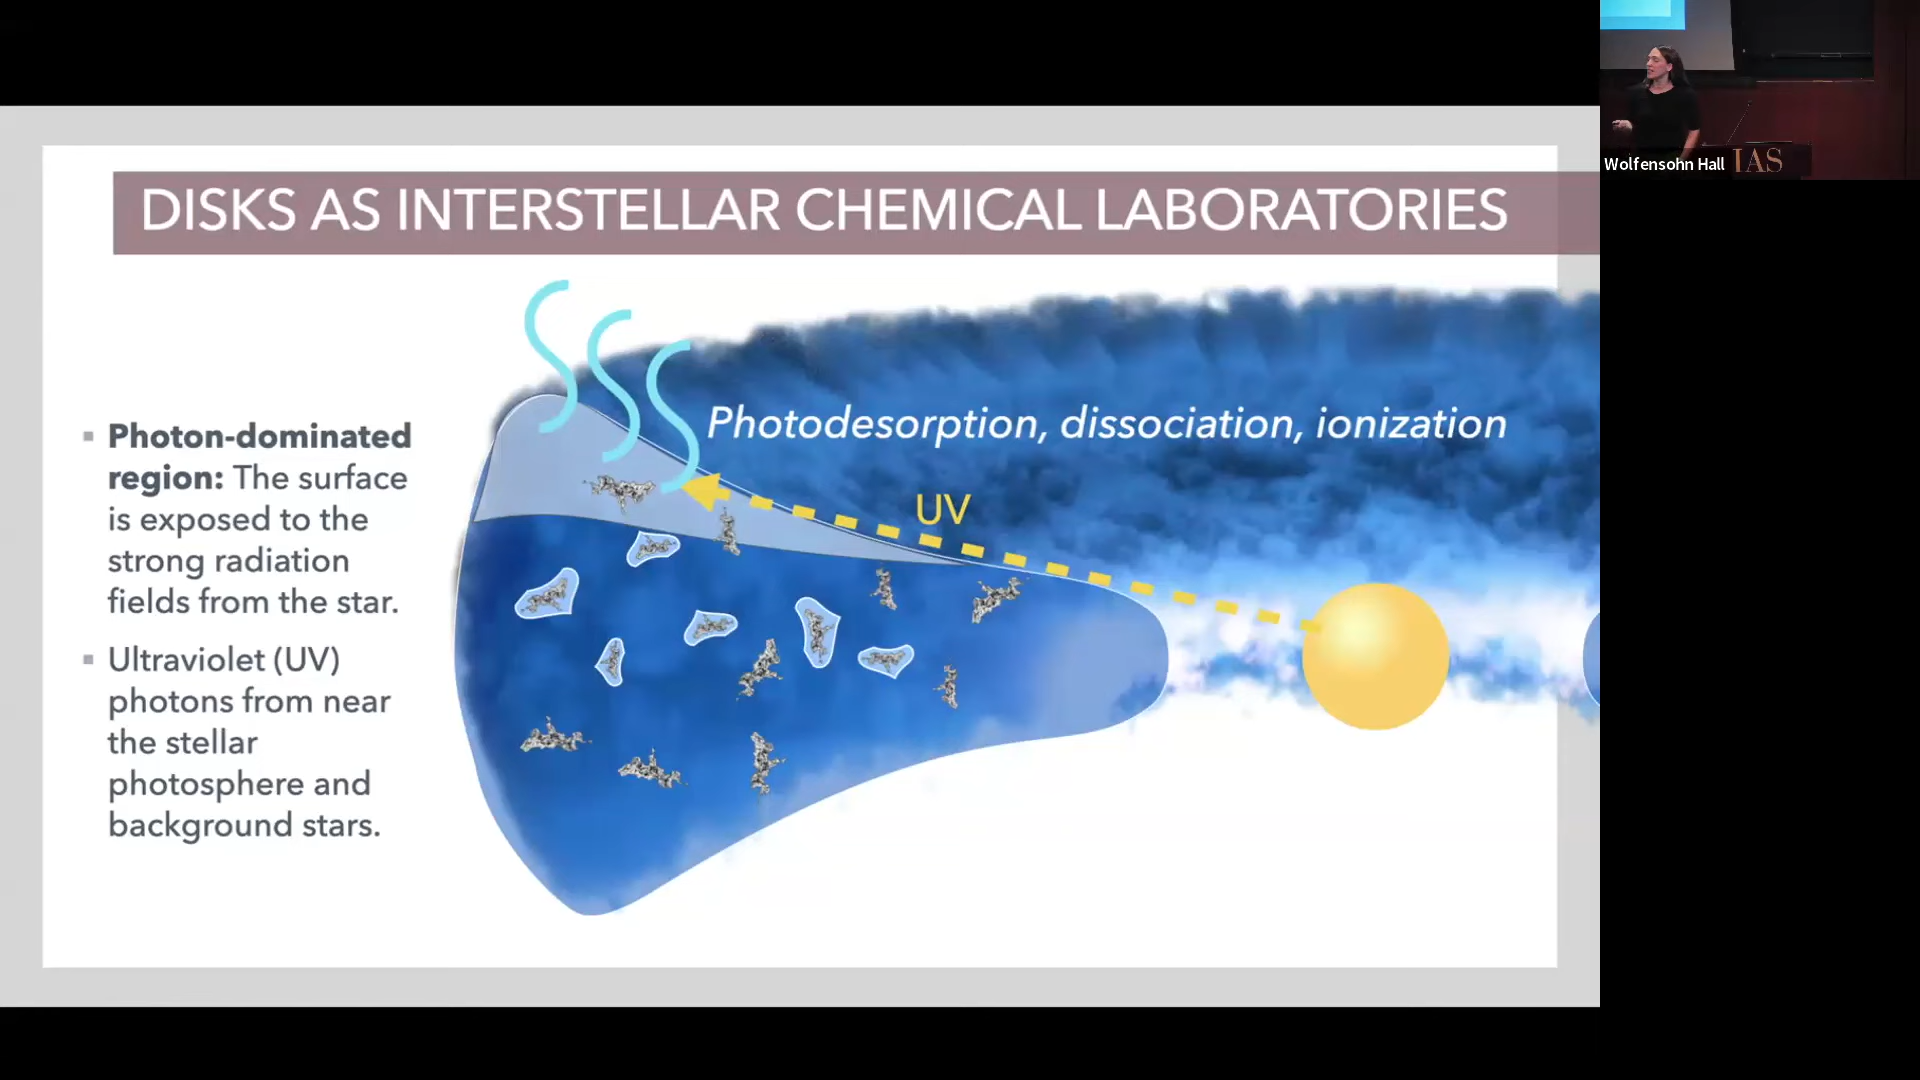 DISKS AS INTERSTELLAR CHEMICAL LABORATORIES
Photodesorption, dissociation, ionization
UV
▪ Photon-dominated
region: The surface
is exposed to the
strong radiation
fields from the star.
▪ Ultraviolet (UV)
photons from near
the stellar
photosphere and
background stars.
Wolfensohn Hall
IAS